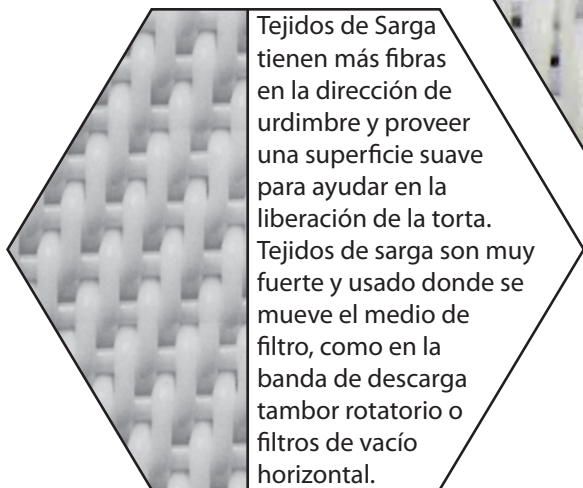 Tejidos de Sarga
tienen más fibras
en la dirección de
urdimbre y proveer
una superficie suave
para ayudar en la
liberación de la torta.
Tejidos de sarga son muy
fuerte y usado donde se
mueve el medio de
filtro, como en la
banda de descarga
tambor rotatorio o
filtros de vacío
horizontal.